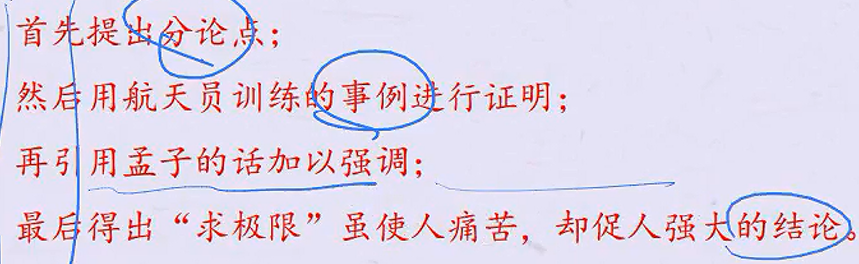 首先提出分论点；
然后用航天员训练的事例进行证明；
再引用孟子的话加以强调；
最后得出“求极限”虽使人痛苦，却促人强大的结论。